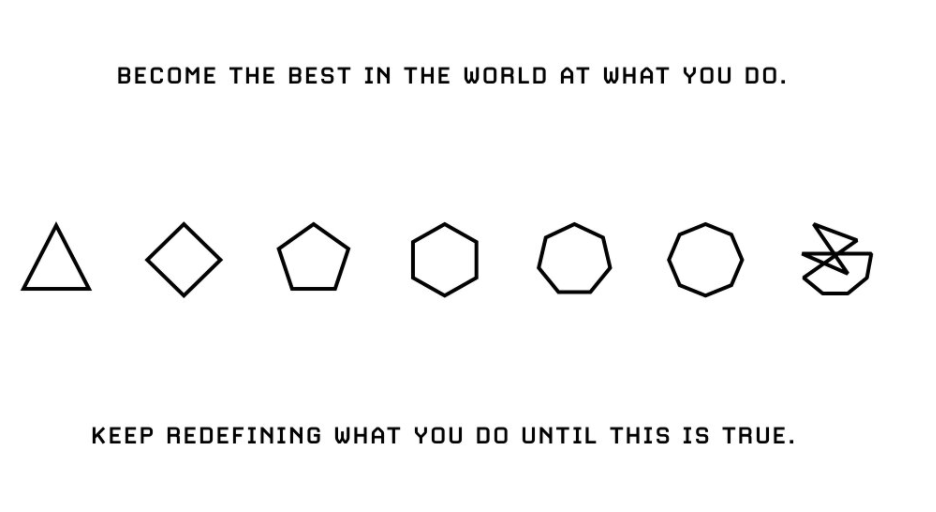 BECOME THE BEST IN THE WORLD AT WHAT YOU DO.
KEEP REDEFINING WHAT YOU DO UNTIL THIS IS TRUE.